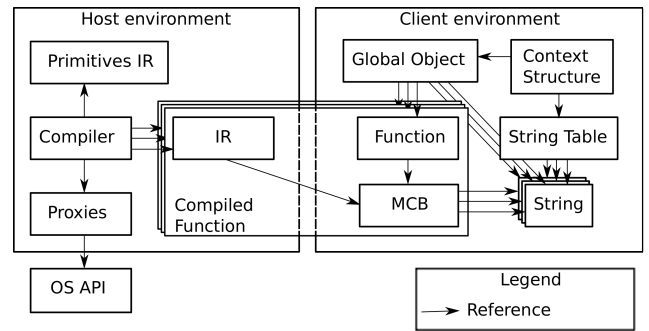 Host environment
Client environment
Primitives IR
Global Object
Context
Structure
Compiler
IR
Function
String Table
Proxies
Compiled
Function
MCB
String
OS API
Legend
Reference